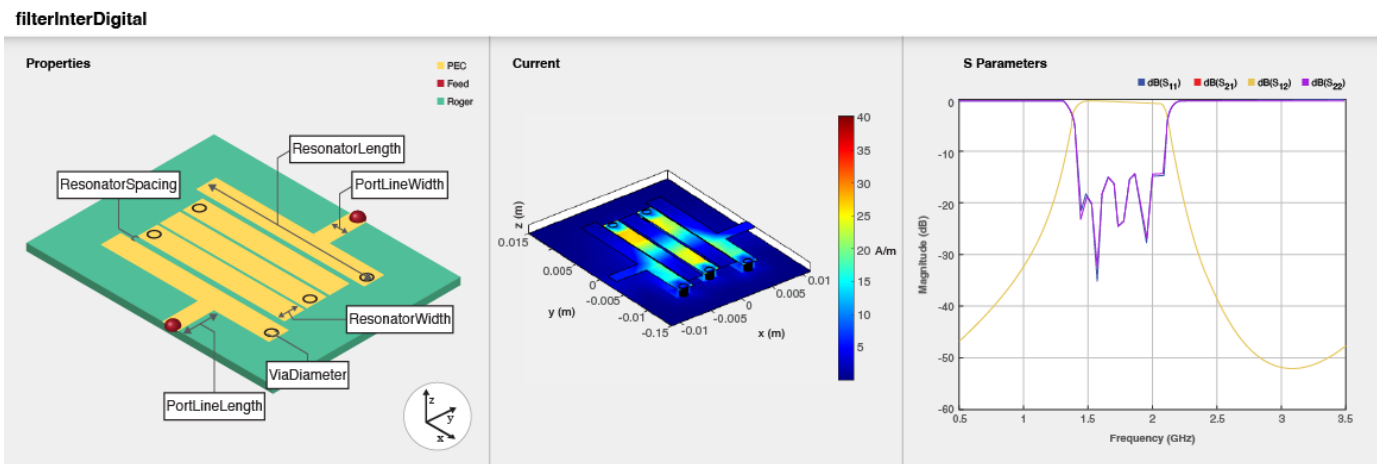 filterInterDigital
Properties
PEC
Feed
Roger
ResonatorLength
ResonatorSpacing
PortLineWidth
ResonatorWidth
ViaDiameter
PortLineLength
z
y
x
Current
40
35
30
25
20 A/m
15
10
5
z (m)
0.015
0.005
0
-0.005
-0.01
-0.15
y (m)
-0.01
-0.005
0
0.005
0.01
x (m)
S Parameters
dB(S11) dB(S21) dB(S12) dB(S22)
Magnitude (dB)
0
-10
-20
-30
-40
-50
-60
0.5 1 1.5 2 2.5 3 3.5
Frequency (GHz)